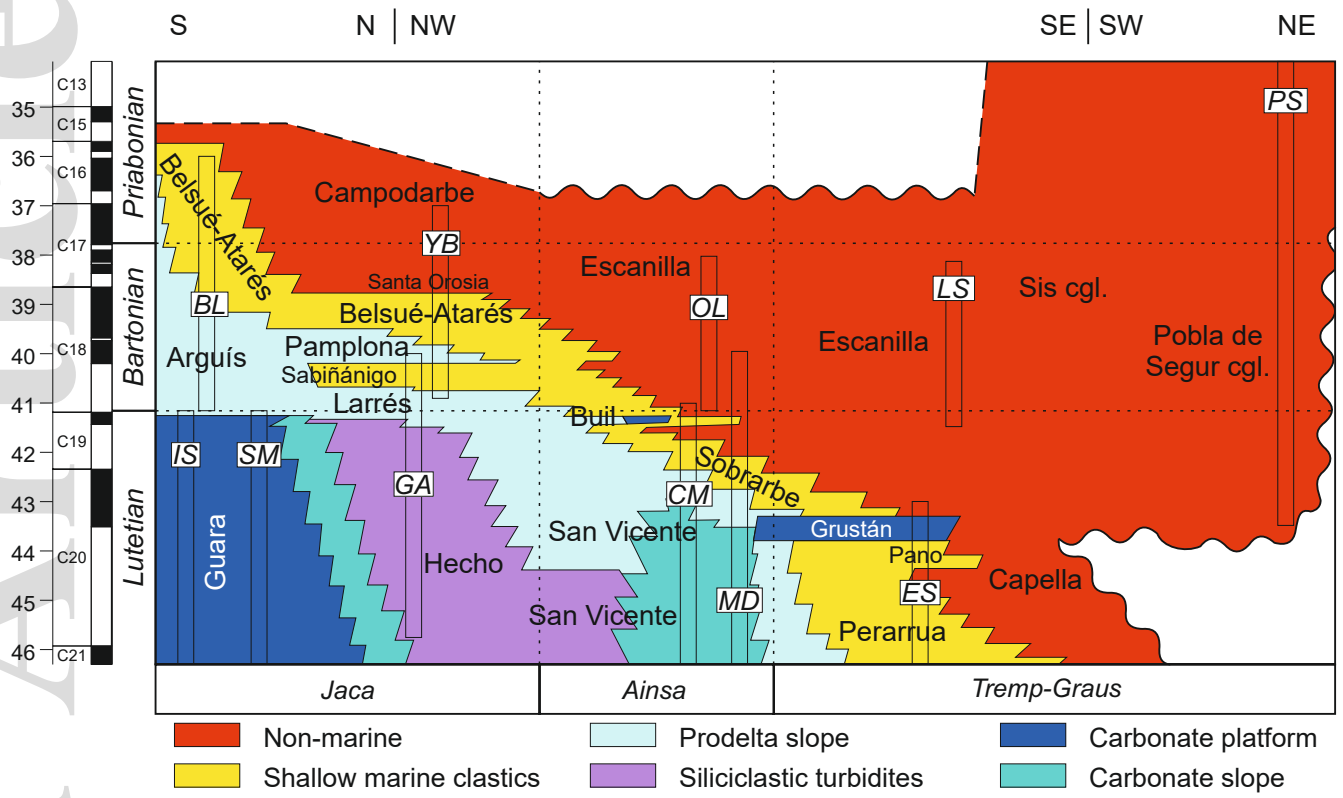 S N NW SE SW NE
C13
35
C15
36
C16
37
C17
38
39
C18
40
41
C19
42
43
C20
44
45
46
C21
Priabonian
Bartonian
Lutetian
PS
Belsué-Atarés
Campodarbe
YB
Santa Orosia
Escanilla
BL
Belsué-Atarés
OL
LS
Sis cgl.
Arguís
Pamplona
Escanilla
Pobla de
Segur cgl.
Sabiñánigo
Larrés
Buil
IS
SM
GA
CM
Sobrarbe
Guara
San Vicente
Grustán
Hecho
Pano
Capella
San Vicente
MD
ES
Perarrua
Jaca
Ainsa
Tremp-Graus
Non-marine
Prodelta slope
Carbonate platform
Shallow marine clastics
Siliciclastic turbidites
Carbonate slope